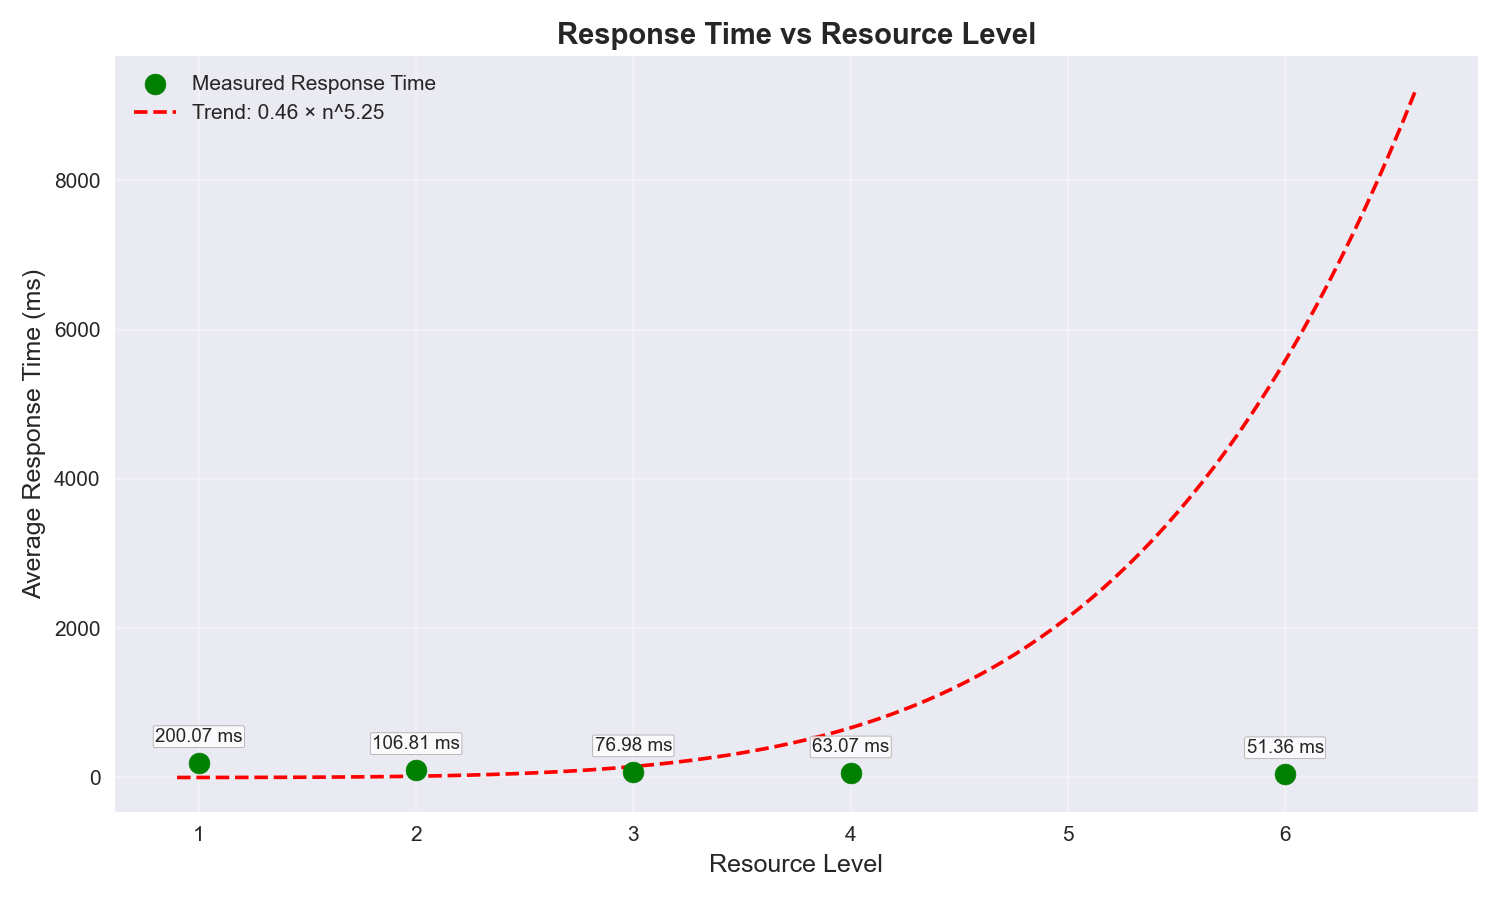 Response Time vs Resource Level
Measured Response Time
Trend: 0.46 × n^5.25
Average Response Time (ms)
8000
6000
4000
2000
0
200.07 ms
106.81 ms
76.98 ms
63.07 ms
51.36 ms
1
2
3
4
5
6
Resource Level